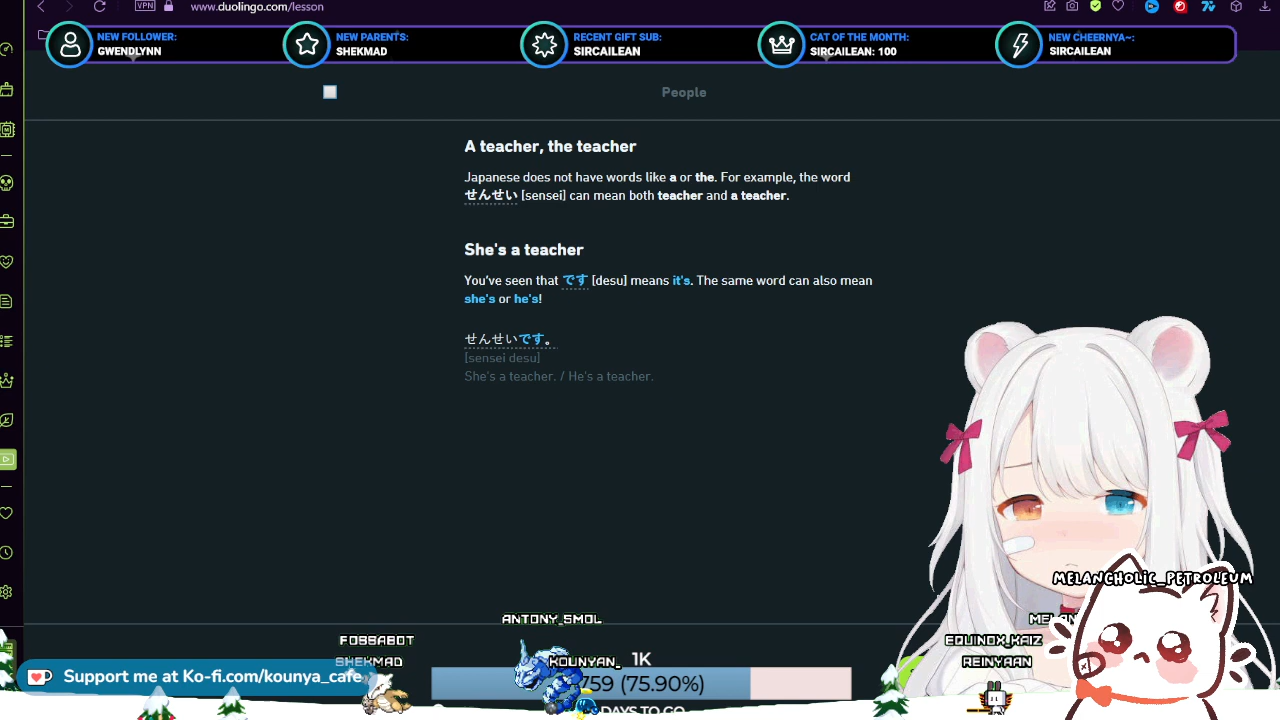 VPN
www.duolingo.com/lesson
NEW FOLLOWER:
GWENDLYNN
NEW PARENT'S:
SHEKMAD
RECENT GIFT SUB:
SIRCAILEAN
CAT OF THE MONTH:
SIRCAILEAN: 100
NEW CHEERNYA~:
SIRCAILEAN
People
A teacher, the teacher
Japanese does not have words like a or the. For example, the word
せんせい [sensei] can mean both teacher and a teacher.
She's a teacher
You've seen that です [desu] means it's. The same word can also mean
she's or he's!
せんせいです。
[sensei desu]
She's a teacher. / He's a teacher.
MELANCHOLIC_PETROLEUM
ANTONY_SMOL
FOSSABOT
EQUINOX_KAIZ
SHEKMAD
KOUNYAN_
1K
REINYAAN
Support me at Ko-fi.com/kounya_cafe
759 (75.90%)
DAYS TO GO